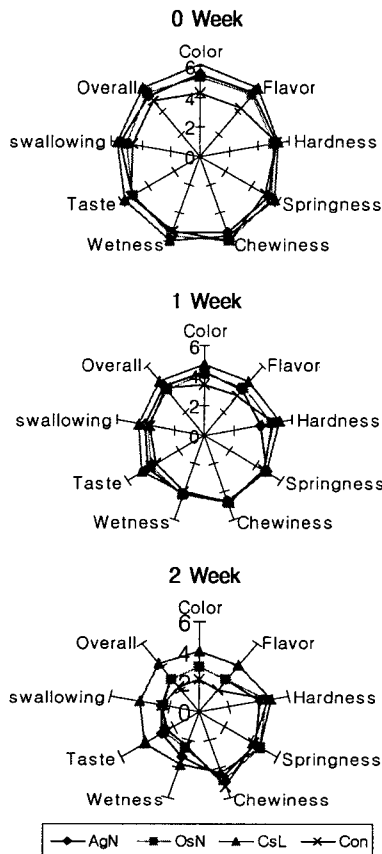 0 Week
Color
6
Overall Flavor
4
2
swallowing 0 Hardness
Taste Springness
Wetness Chewiness
1 Week
Color
6
Overall Flavor
4
2
swallowing 0 Hardness
Taste Springness
Wetness Chewiness
2 Week
Color
6
Overall Flavor
4
2
swallowing 0 Hardness
Taste Springness
Wetness Chewiness
AgN OsN CsL Con